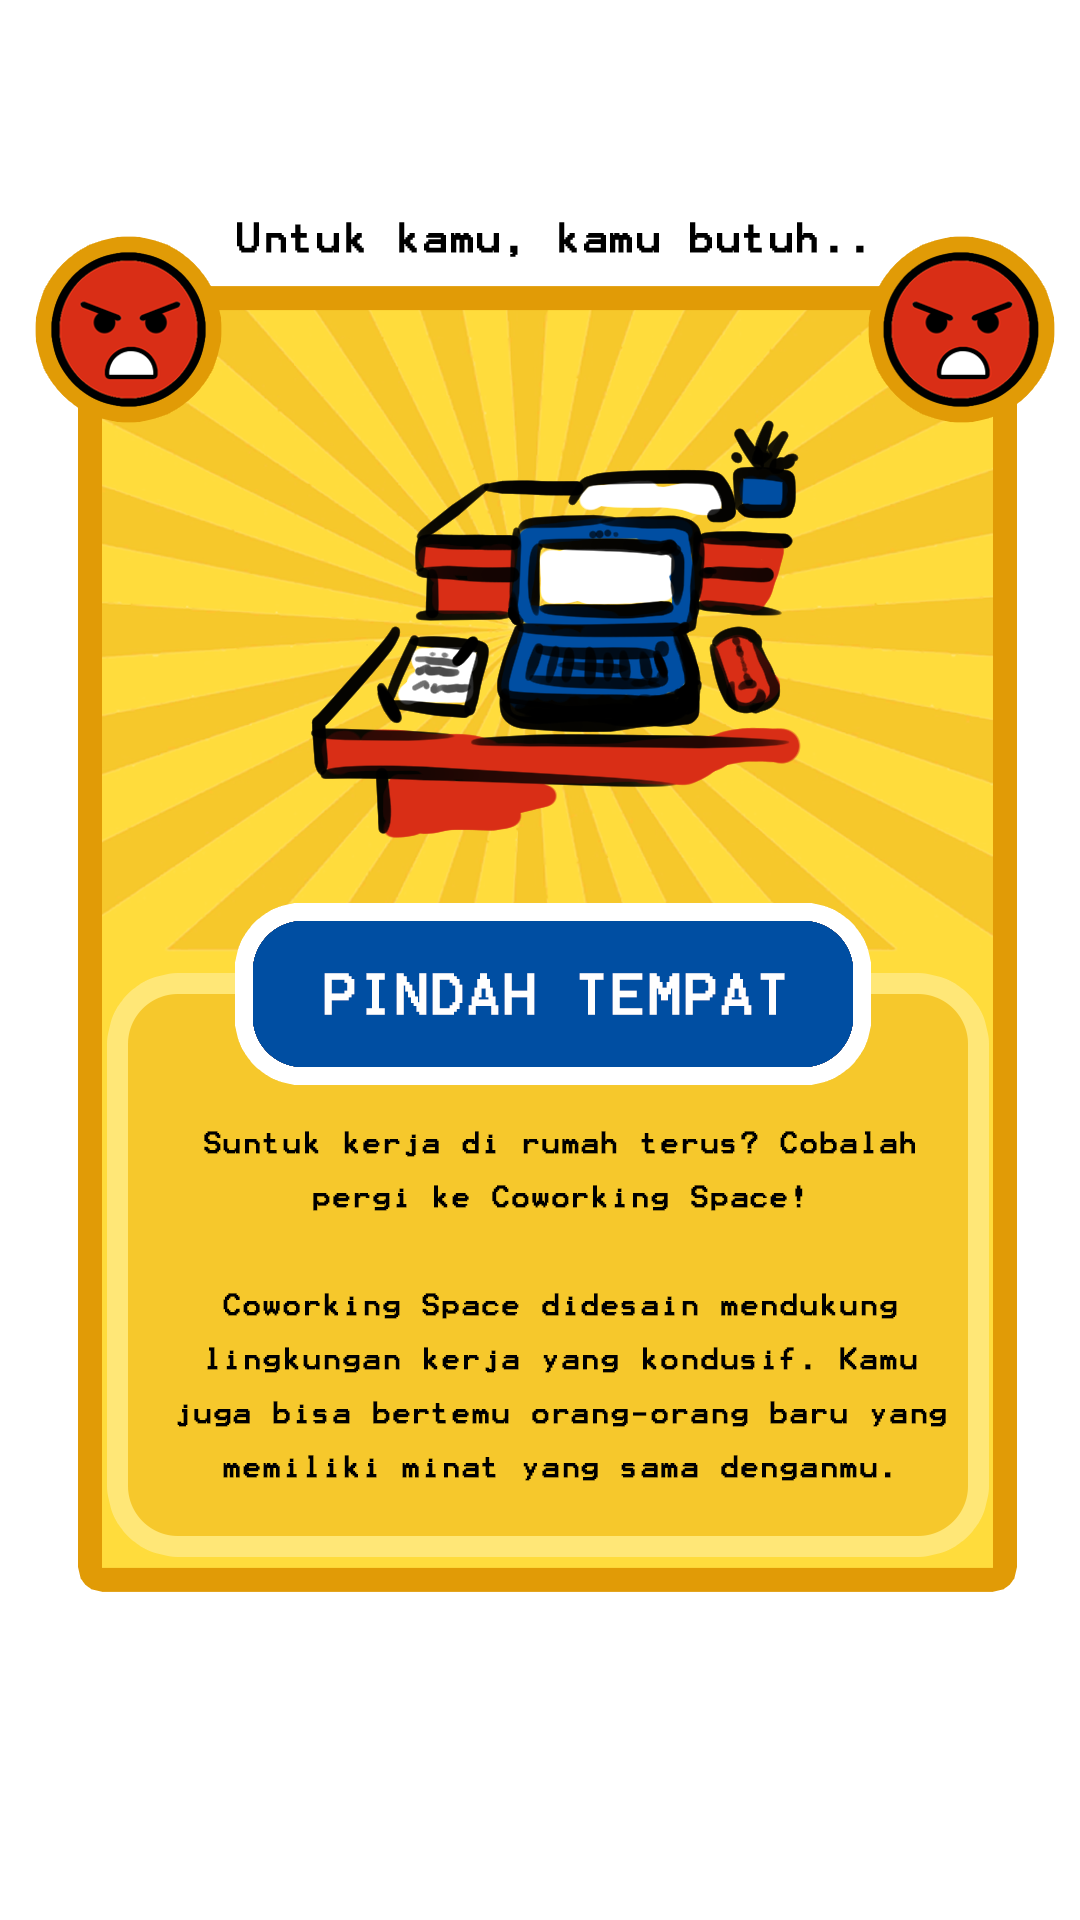 Untuk kamu, kamu butuh..
PINDAH TEMPAT
Suntuk kerja di rumah terus? Cobalah
pergi ke Coworking Space!
Coworking Space didesain mendukung
lingkungan kerja yang kondusif. Kamu
juga bisa bertemu orang-orang baru yang
memiliki minat yang sama denganmu.